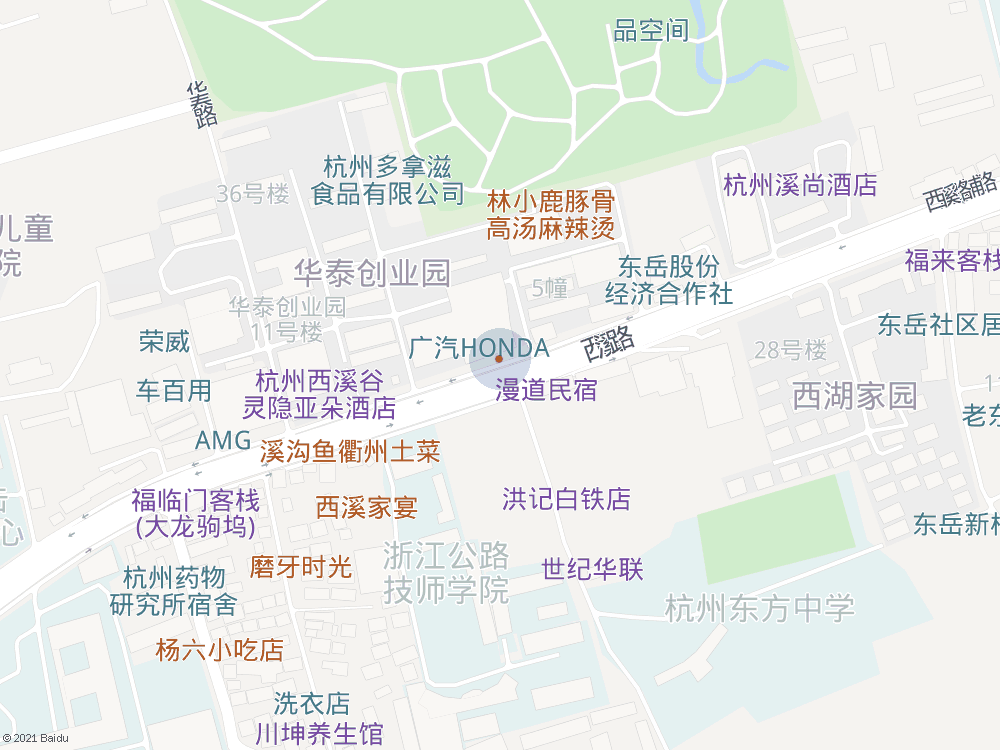 品空间
华泰路
杭州多拿滋
食品有限公司
36号楼
林小鹿豚骨
高汤麻辣烫
杭州溪尚酒店
西溪路辅路
儿童
院
华泰创业园
5幢
东岳股份
经济合作社
福来客栈
华泰创业园
11号楼
荣威
广汽HONDA
西溪路
28号楼
东岳社区居
车百用
杭州西溪谷
灵隐亚朵酒店
漫道民宿
西湖家园
11
老东
AMG
溪沟鱼衢州土菜
福临门客栈
(大龙驹坞)
西溪家宴
洪记白铁店
岳
心
东岳新村
磨牙时光
浙江公路
技师学院
世纪华联
杭州药物
研究所宿舍
杭州东方中学
杨六小吃店
洗衣店
川坤养生馆
© 2021 Baidu